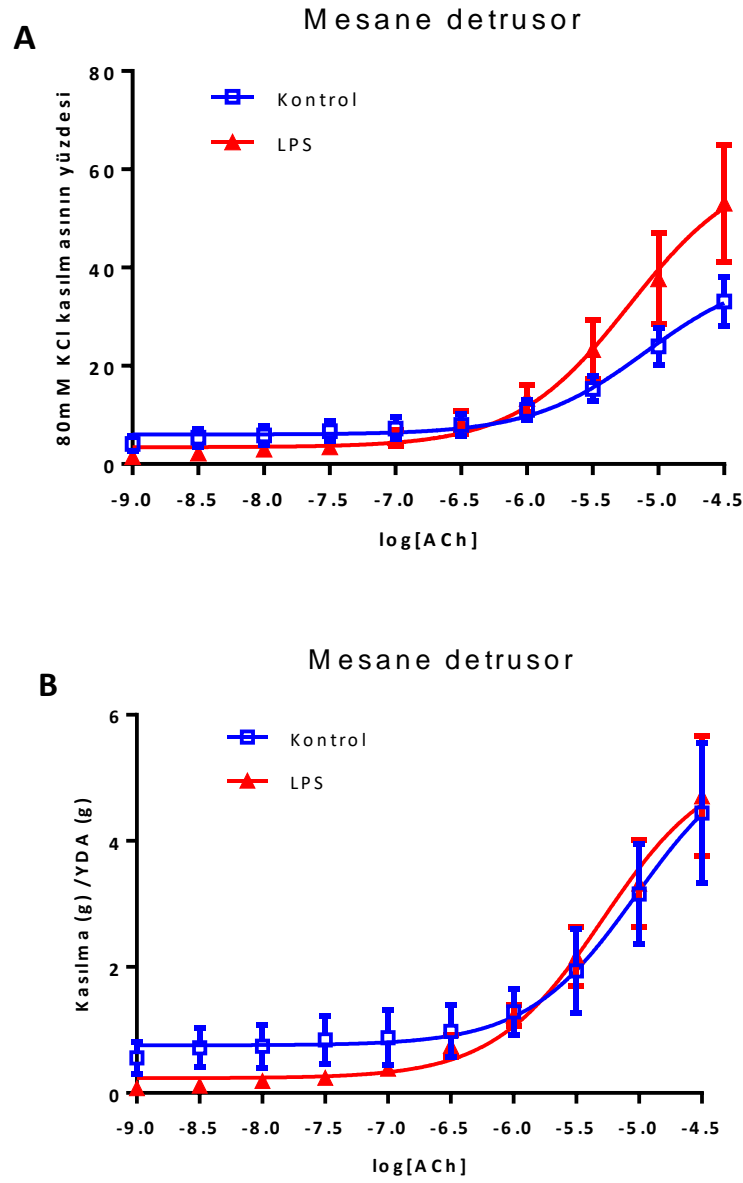 Mesane detrusor
A
80mM KCl kasılmasının yüzdesi
80
60
40
20
0
Kontrol
LPS
-9.0 -8.5 -8.0 -7.5 -7.0 -6.5 -6.0 -5.5 -5.0 -4.5
log[ACh]
Mesane detrusor
B
Kasılma (g) /YDA (g)
6
4
2
0
Kontrol
LPS
-9.0 -8.5 -8.0 -7.5 -7.0 -6.5 -6.0 -5.5 -5.0 -4.5
log[ACh]